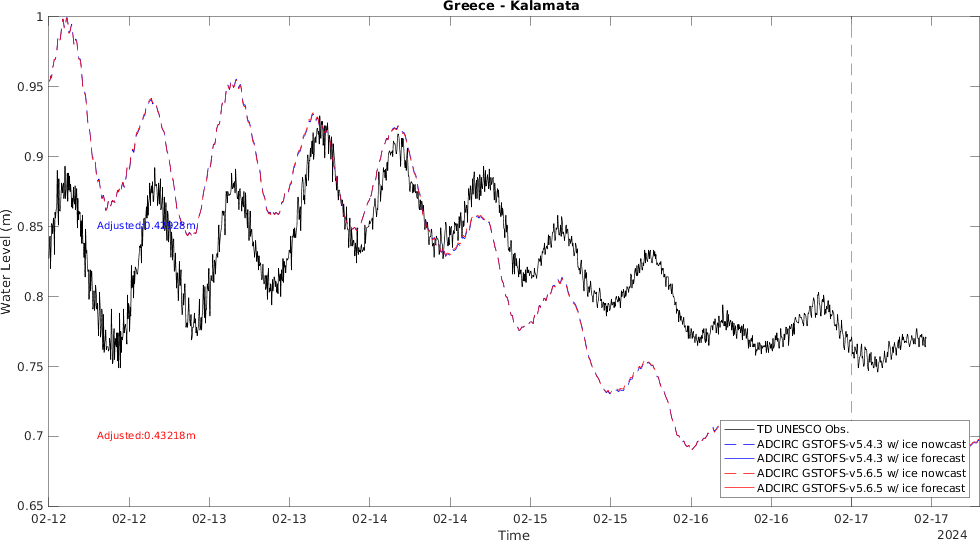 Greece - Kalamata
1
0.95
0.9
0.85
0.8
0.75
0.7
0.65
Water Level (m)
Adjusted:0.42928m
Adjusted:0.43218m
TD UNESCO Obs.
ADCIRC GSTOFS-v5.4.3 w/ ice nowcast
ADCIRC GSTOFS-v5.4.3 w/ ice forecast
ADCIRC GSTOFS-v5.6.5 w/ ice nowcast
ADCIRC GSTOFS-v5.6.5 w/ ice forecast
02-12 02-12 02-13 02-13 02-14 02-14 02-15 02-15 02-16 02-16 02-17 02-17
Time
2024